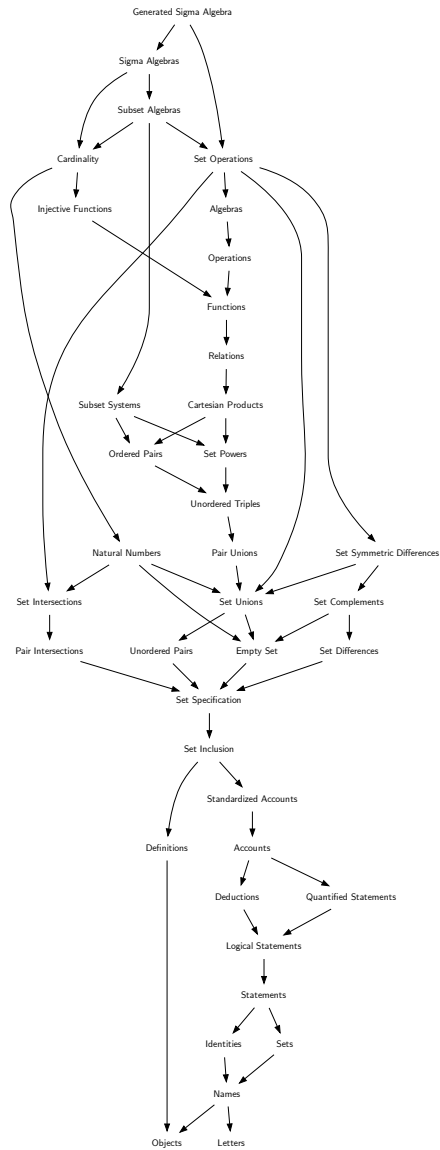 Generated Sigma Algebra
Sigma Algebras
Subset Algebras
Cardinality
Set Operations
Injective Functions
Algebras
Operations
Functions
Relations
Subset Systems
Cartesian Products
Ordered Pairs
Set Powers
Unordered Triples
Natural Numbers
Pair Unions
Set Symmetric Differences
Set Intersections
Set Unions
Set Complements
Pair Intersections
Unordered Pairs
Empty Set
Set Differences
Set Specification
Set Inclusion
Standardized Accounts
Definitions
Accounts
Deductions
Quantified Statements
Logical Statements
Statements
Identities
Sets
Names
Objects
Letters